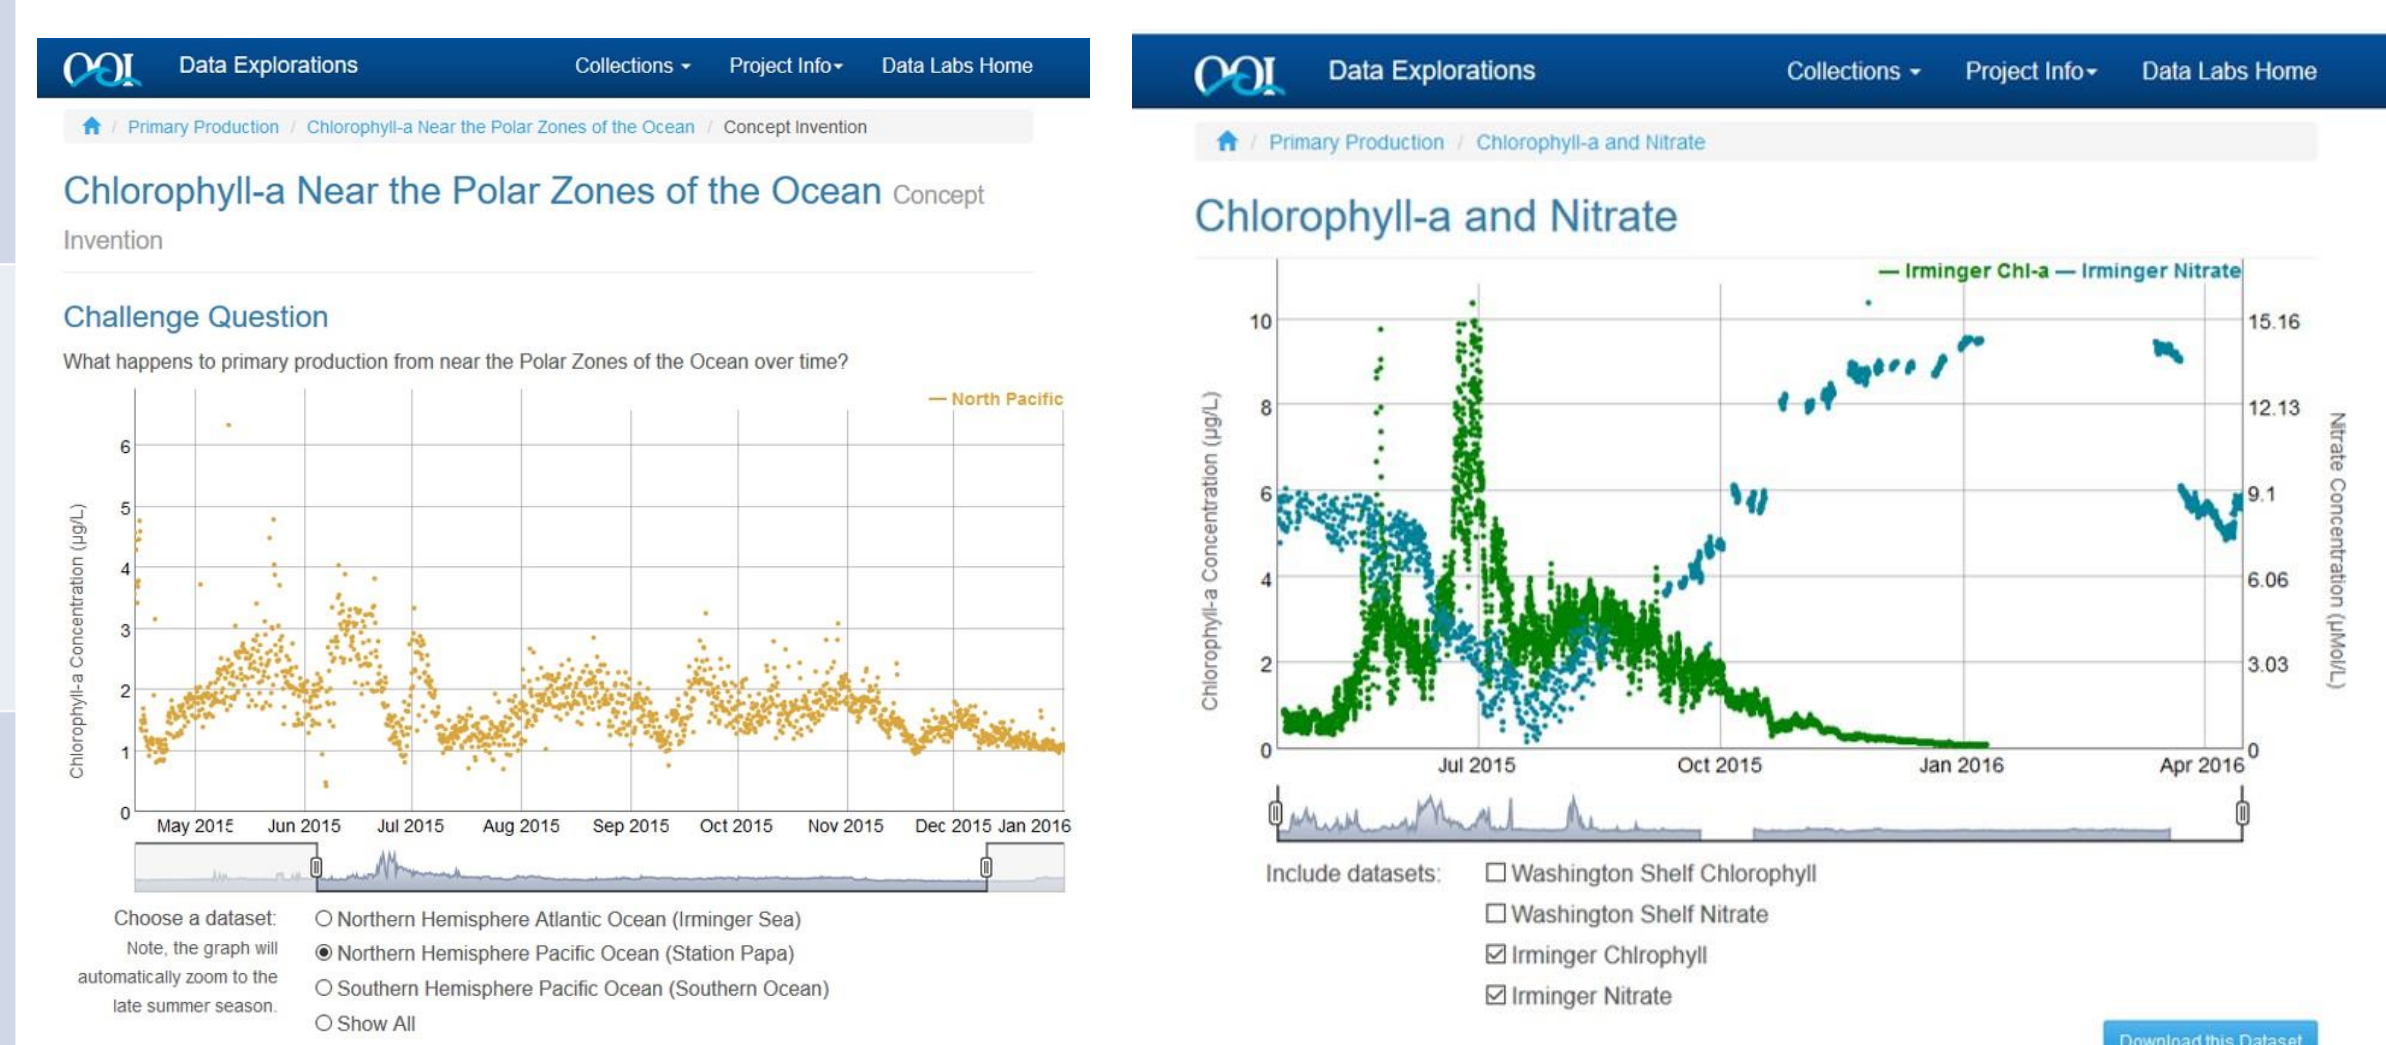 OOI Data Explorations Collections Project Info Data Labs Home
/ Primary Production / Chlorophyll-a Near the Polar Zones of the Ocean / Concept Invention
Chlorophyll-a Near the Polar Zones of the Ocean Concept
Invention
Challenge Question
What happens to primary production from near the Polar Zones of the Ocean over time?
— North Pacific
Chlorophyll-a Concentration (µg/L)
6
5
4
3
2
1
0
May 2015 Jun 2015 Jul 2015 Aug 2015 Sep 2015 Oct 2015 Nov 2015 Dec 2015 Jan 2016
Choose a dataset:
Note, the graph will
automatically zoom to the
late summer season.
Northern Hemisphere Atlantic Ocean (Irminger Sea)
Northern Hemisphere Pacific Ocean (Station Papa)
Southern Hemisphere Pacific Ocean (Southern Ocean)
Show All
OOI Data Explorations Collections Project Info Data Labs Home
/ Primary Production / Chlorophyll-a and Nitrate
Chlorophyll-a and Nitrate
— Irminger Chl-a — Irminger Nitrate
Chlorophyll-a Concentration (µg/L)
10
8
6
4
2
0
15.16
12.13
9.1
6.06
3.03
0
Nitrate Concentration (µMol/L)
Jul 2015 Oct 2015 Jan 2016 Apr 2016
Include datasets:
Washington Shelf Chlorophyll
Washington Shelf Nitrate
Irminger Chlrophyll
Irminger Nitrate
Download this Dataset